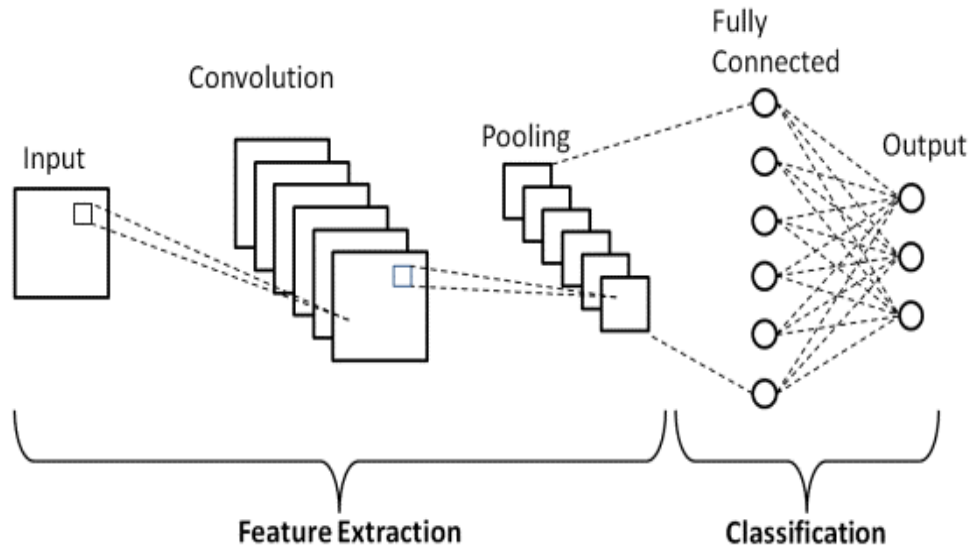 Fully
Connected
Convolution
Pooling
Output
Input
Feature Extraction
Classification